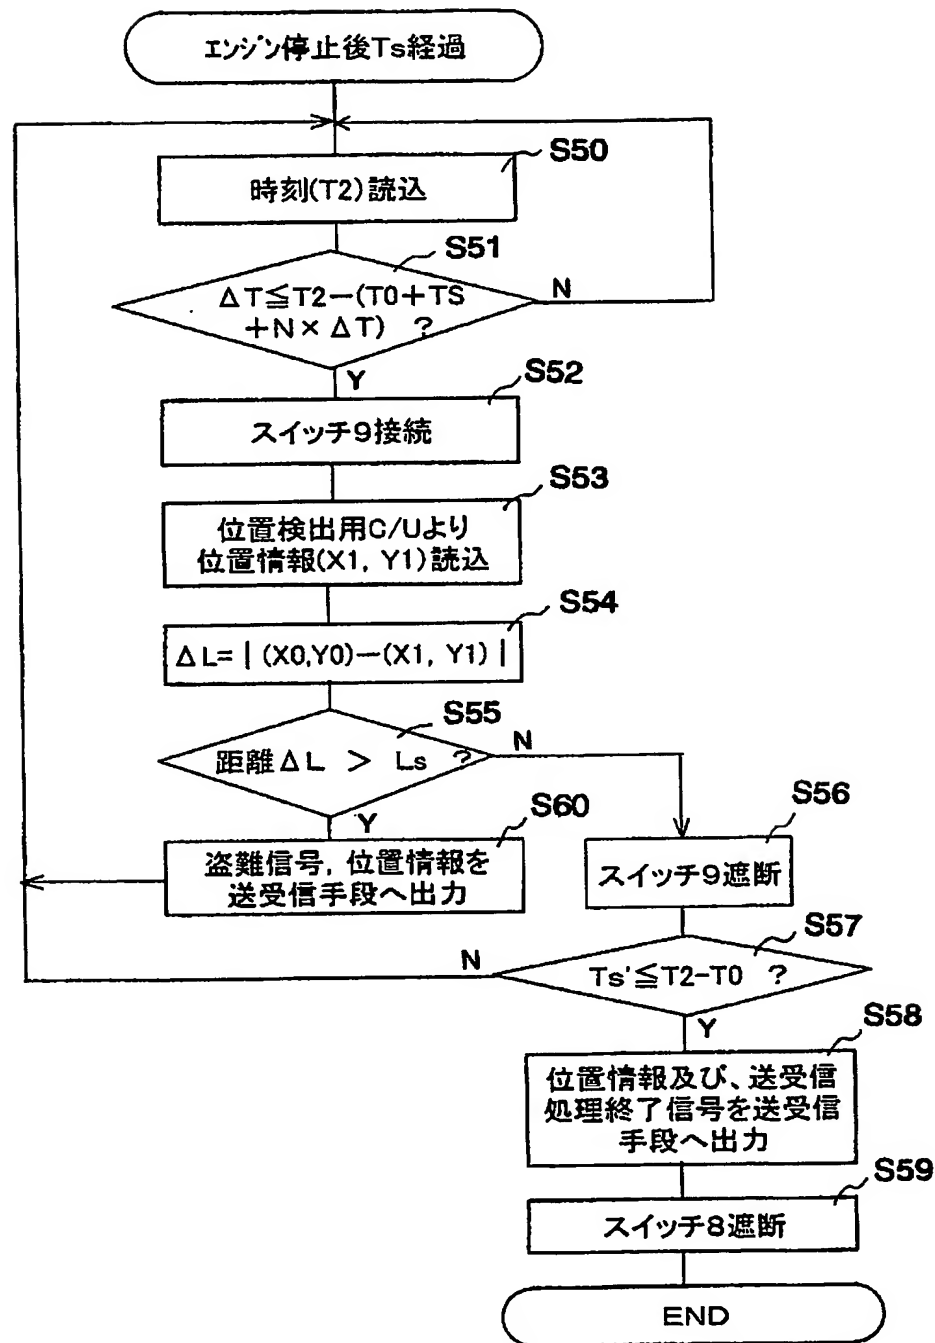 エンジン停止後Ts経過
S50
時刻(T2)読込
S51
ΔT≦T2－(T0＋TS
＋N×ΔT) ?
N
Y
S52
スイッチ9接続
S53
位置検出用C/Uより
位置情報(X1, Y1)読込
S54
ΔL=｜(X0,Y0)－(X1, Y1)｜
S55
距離ΔL ＞ Ls ?
N
Y
S60
盗難信号, 位置情報を
送受信手段へ出力
S56
スイッチ9遮断
S57
Ts'≦T2-T0 ?
N
Y
S58
位置情報及び、送受信
処理終了信号を送受信
手段へ出力
S59
スイッチ8遮断
END